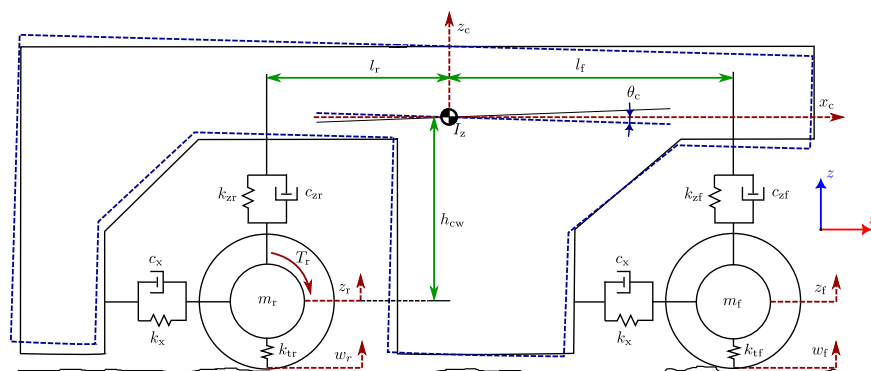 z_c
l_r
l_f
θ_c
x_c
I_z
k_zr
c_zr
k_zf
c_zf
z
h_cw
c_x
T_r
z_r
c_x
z_f
m_r
m_f
k_x
k_tr
w_r
k_x
k_tf
w_f